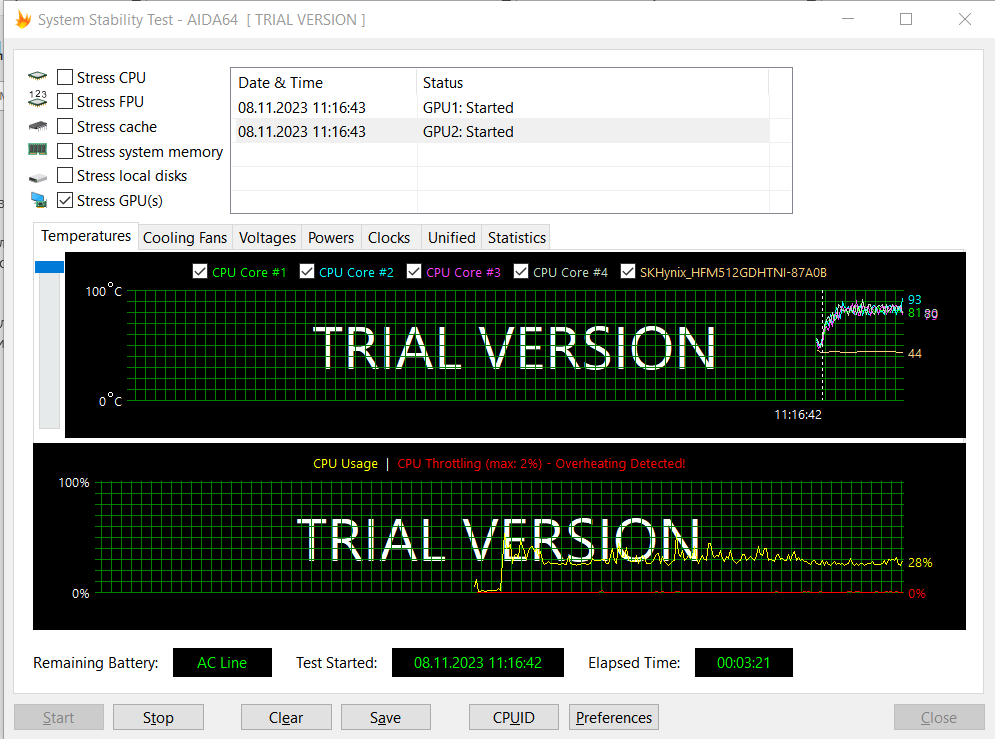 System Stability Test - AIDA64 [ TRIAL VERSION ]
Stress CPU
123
Stress FPU
Stress cache
Stress system memory
Stress local disks
Stress GPU(s)
Date & Time Status
08.11.2023 11:16:43 GPU1: Started
08.11.2023 11:16:43 GPU2: Started
Temperatures Cooling Fans Voltages Powers Clocks Unified Statistics
CPU Core #1 CPU Core #2 CPU Core #3 CPU Core #4 SKHynix_HFM512GDHTNI-87A0B
100°C
93
81 80
TRIAL VERSION
44
0°C
11:16:42
CPU Usage | CPU Throttling (max: 2%) - Overheating Detected!
100%
TRIAL VERSION
28%
0% 0%
Remaining Battery: AC Line Test Started: 08.11.2023 11:16:42 Elapsed Time: 00:03:21
Start Stop Clear Save CPUID Preferences Close